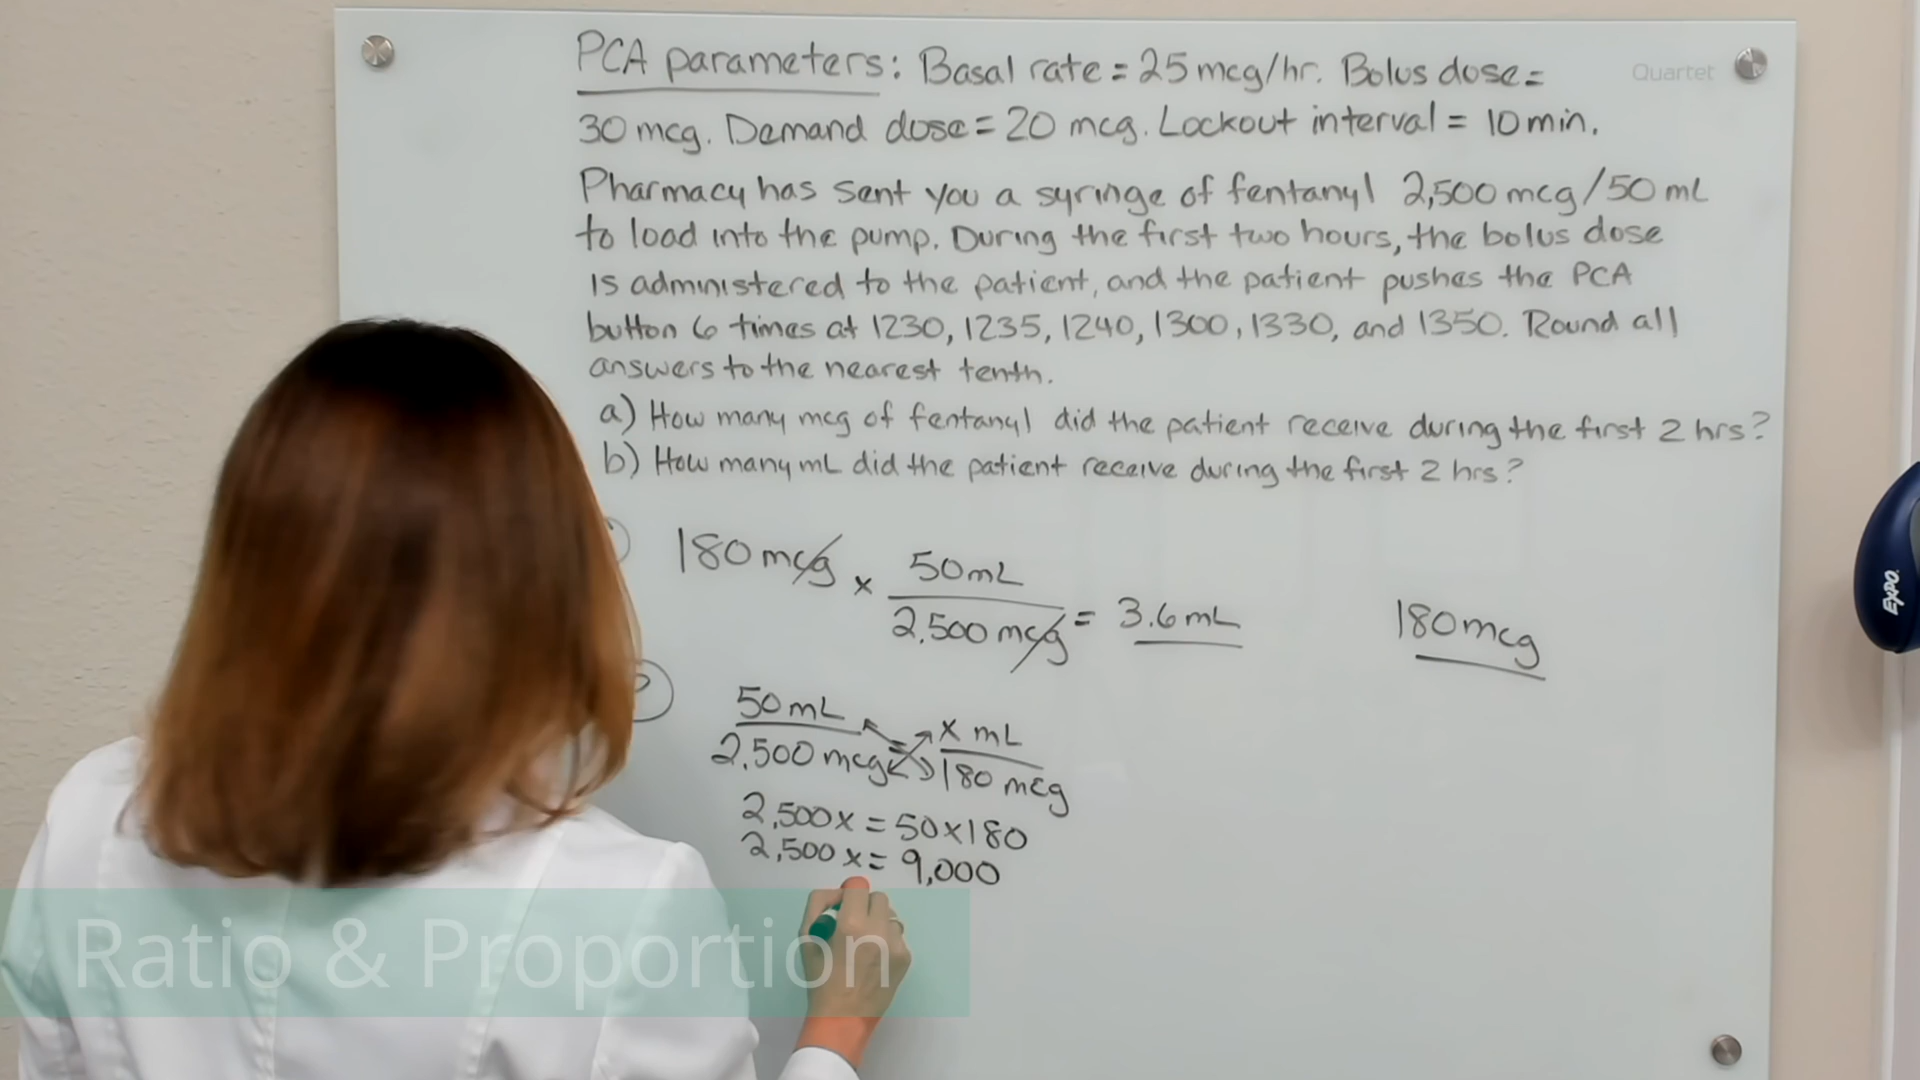 PCA parameters: Basal rate = 25 mcg/hr. Bolus dose =
Quartet
30 mcg. Demand dose = 20 mcg. Lockout interval = 10 min.
Pharmacy has sent you a syringe of fentanyl 2,500 mcg/50 mL
to load into the pump. During the first two hours, the bolus dose
is administered to the patient, and the patient pushes the PCA
button 6 times at 1230, 1235, 1240, 1300, 1330, and 1350. Round all
answers to the nearest tenth.
a) How many mcg of fentanyl did the patient receive during the first 2 hrs?
b) How many mL did the patient receive during the first 2 hrs?
180 mcg x 50 mL / 2,500 mcg = 3.6 mL
180 mcg
EXPO
50 mL / 2,500 mcg = x mL / 180 mcg
2,500x = 50x180
2,500x = 9,000
Ratio & Proportion